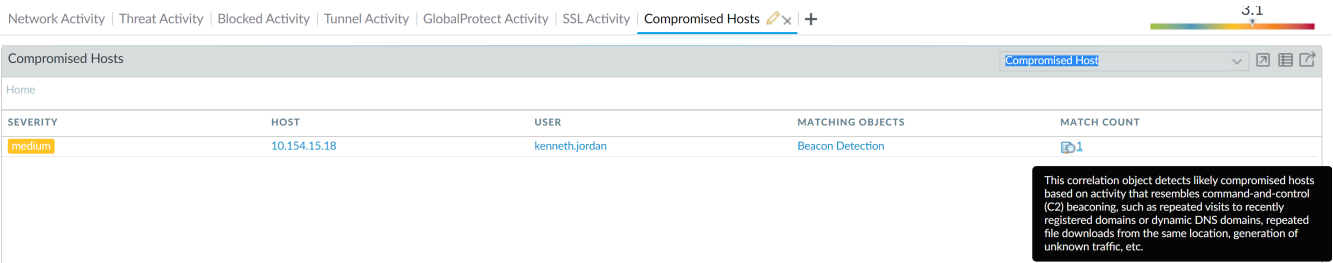 Network Activity Threat Activity Blocked Activity Tunnel Activity GlobalProtect Activity SSL Activity Compromised Hosts
3.1
Compromised Hosts Compromised Host
Home
SEVERITY HOST USER MATCHING OBJECTS MATCH COUNT
medium 10.154.15.18 kenneth.jordan Beacon Detection 1
This correlation object detects likely compromised hosts
based on activity that resembles command-and-control
(C2) beaconing, such as repeated visits to recently
registered domains or dynamic DNS domains, repeated
file downloads from the same location, generation of
unknown traffic, etc.